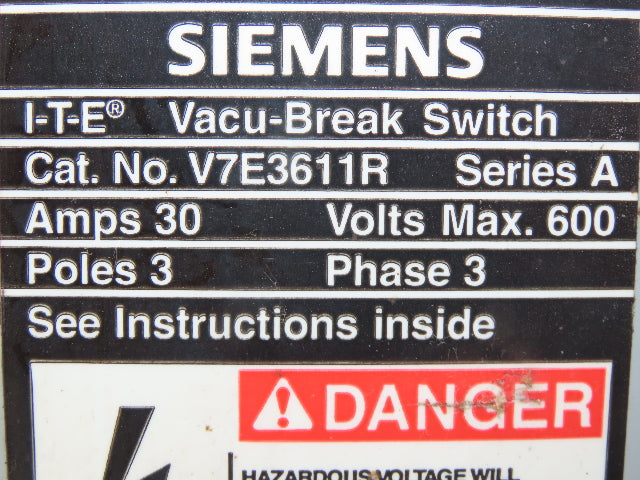 SIEMENS
I-T-E® Vacu-Break Switch
Cat. No. V7E3611R Series A
Amps 30 Volts Max. 600
Poles 3 Phase 3
See Instructions inside
DANGER
HAZARDOUS VOLTAGE WILL